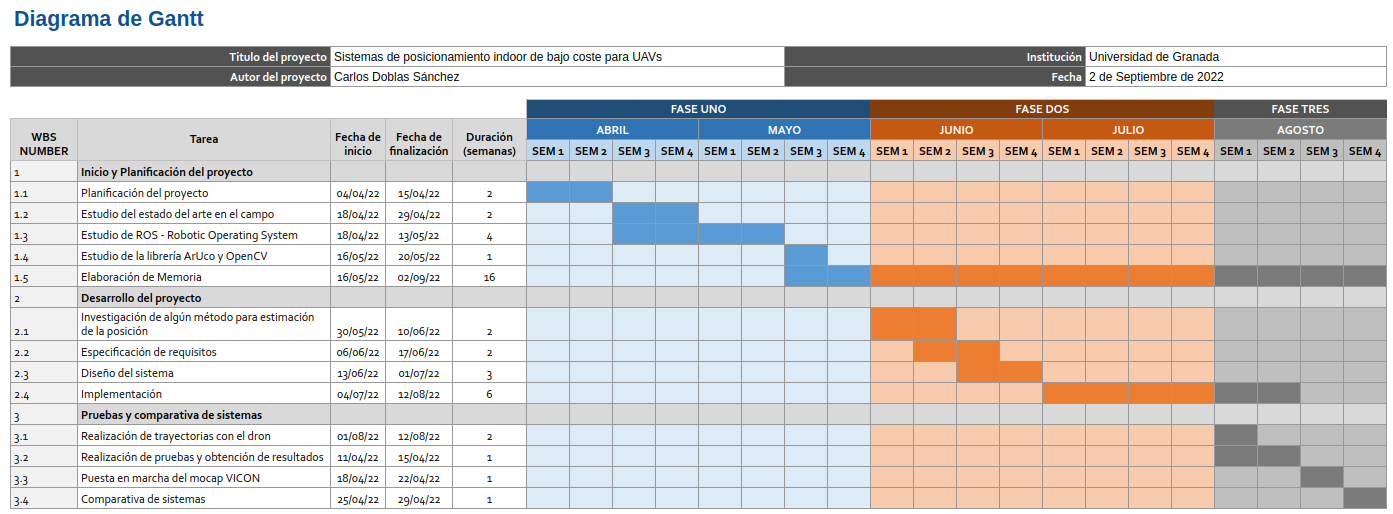 Diagrama de Gantt
Titulo del proyecto Sistemas de posicionamiento indoor de bajo coste para UAVs Institución Universidad de Granada
Autor del proyecto Carlos Doblas Sánchez Fecha 2 de Septiembre de 2022
FASE UNO FASE DOS FASE TRES
ABRIL MAYO JUNIO JULIO AGOSTO
WBS NUMBER Tarea Fecha de inicio Fecha de finalización Duración (semanas) SEM 1 SEM 2 SEM 3 SEM 4 SEM 1 SEM 2 SEM 3 SEM 4 SEM 1 SEM 2 SEM 3 SEM 4 SEM 1 SEM 2 SEM 3 SEM 4 SEM 1 SEM 2 SEM 3 SEM 4
1 Inicio y Planificación del proyecto
1.1 Planificación del proyecto 04/04/22 15/04/22 2
1.2 Estudio del estado del arte en el campo 18/04/22 29/04/22 2
1.3 Estudio de ROS - Robotic Operating System 18/04/22 13/05/22 4
1.4 Estudio de la librería ArUco y OpenCV 16/05/22 20/05/22 1
1.5 Elaboración de Memoria 16/05/22 02/09/22 16
2 Desarrollo del proyecto
2.1 Investigación de algún método para estimación de la posición 30/05/22 10/06/22 2
2.2 Especificación de requisitos 06/06/22 17/06/22 2
2.3 Diseño del sistema 13/06/22 01/07/22 3
2.4 Implementación 04/07/22 12/08/22 6
3 Pruebas y comparativa de sistemas
3.1 Realización de trayectorias con el dron 01/08/22 12/08/22 2
3.2 Realización de pruebas y obtención de resultados 11/04/22 15/04/22 1
3.3 Puesta en marcha del mocap VICON 18/04/22 22/04/22 1
3.4 Comparativa de sistemas 25/04/22 29/04/22 1